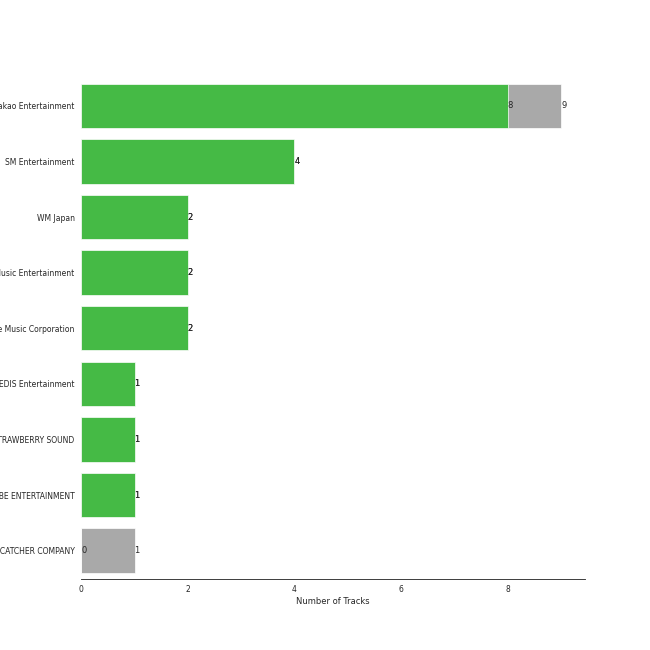 akao Entertainment 8 9
SM Entertainment 4
WM Japan 2
usic Entertainment 2
e Music Corporation 2
EDIS Entertainment 1
TRAWBERRY SOUND 1
BE ENTERTAINMENT 1
CATCHER COMPANY 0 1
0 2 4 6 8
Number of Tracks